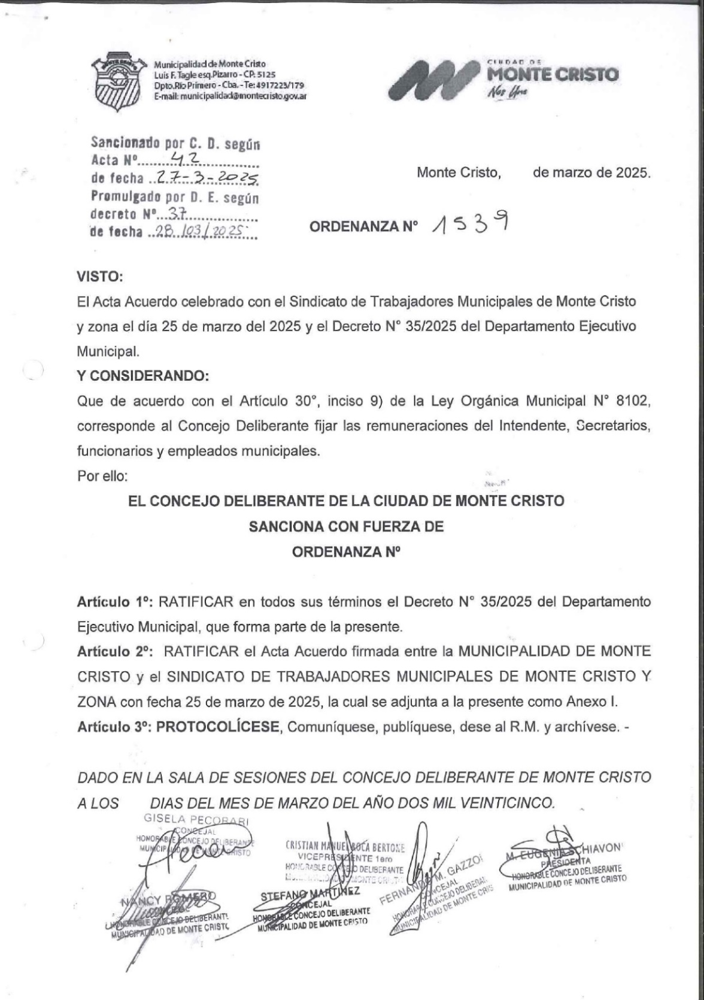 Municipalidad de Monte Cristo
Luis F. Tagle esq.Pizarro - CP. 5125
Dpto.Río Primero - Cba. - Te: 4917223/179
E-mail: municipalidad@montecristo.gov.ar
CIUDAD DE
MONTE CRISTO
Nos Une
Sancionado por C. D. según
Acta Nº 42
de fecha 27-3-2025
Promulgado por D. E. según
decreto Nº 37
de fecha 28/03/2025
Monte Cristo, de marzo de 2025.
ORDENANZA N° 1539
VISTO:
El Acta Acuerdo celebrado con el Sindicato de Trabajadores Municipales de Monte Cristo
y zona el día 25 de marzo del 2025 y el Decreto N° 35/2025 del Departamento Ejecutivo
Municipal.
Y CONSIDERANDO:
Que de acuerdo con el Artículo 30°, inciso 9) de la Ley Orgánica Municipal N° 8102,
corresponde al Concejo Deliberante fijar las remuneraciones del Intendente, Secretarios,
funcionarios y empleados municipales.
Por ello:
EL CONCEJO DELIBERANTE DE LA CIUDAD DE MONTE CRISTO
SANCIONA CON FUERZA DE
ORDENANZA Nº
Artículo 1º: RATIFICAR en todos sus términos el Decreto N° 35/2025 del Departamento
Ejecutivo Municipal, que forma parte de la presente.
Artículo 2º: RATIFICAR el Acta Acuerdo firmada entre la MUNICIPALIDAD DE MONTE
CRISTO y el SINDICATO DE TRABAJADORES MUNICIPALES DE MONTE CRISTO Y
ZONA con fecha 25 de marzo de 2025, la cual se adjunta a la presente como Anexo I.
Artículo 3º: PROTOCOLÍCESE, Comuníquese, publíquese, dese al R.M. y archívese. -
DADO EN LA SALA DE SESIONES DEL CONCEJO DELIBERANTE DE MONTE CRISTO
A LOS DIAS DEL MES DE MARZO DEL AÑO DOS MIL VEINTICINCO.
GISELA PECORARI
CONCEJAL
HONORABLE CONCEJO DELIBERANTE
MUNICIPALIDAD DE MONTE CRISTO
CRISTIAN MANUEL ROCA BERTONE
VICEPRESIDENTE 1ero
HONORABLE CONCEJO DELIBERANTE
MONTE CRISTO
M. EUGENIA SCHIAVONI
PRESIDENTA
HONORABLE CONCEJO DELIBERANTE
MUNICIPALIDAD DE MONTE CRISTO
FERNANDO M. GAZZONI
CONCEJAL
HONORABLE CONCEJO DELIBERAN
MUNICIPALIDAD DE MONTE CRIS
NANCY ROMERO
CONCEJAL
HONORABLE CONCEJO DELIBERANTE
MUNICIPALIDAD DE MONTE CRISTO
STEFANO MARTINEZ
CONCEJAL
HONORABLE CONCEJO DELIBERANTE
MUNICIPALIDAD DE MONTE CRISTO